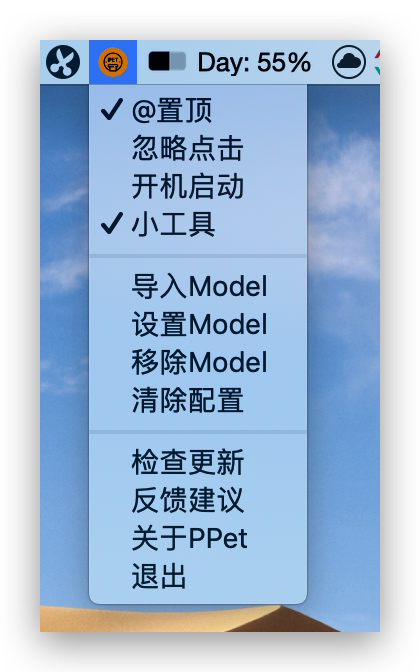 PET
Day: 55%
@置顶
忽略点击
开机启动
小工具
导入Model
设置Model
移除Model
清除配置
检查更新
反馈建议
关于PPet
退出